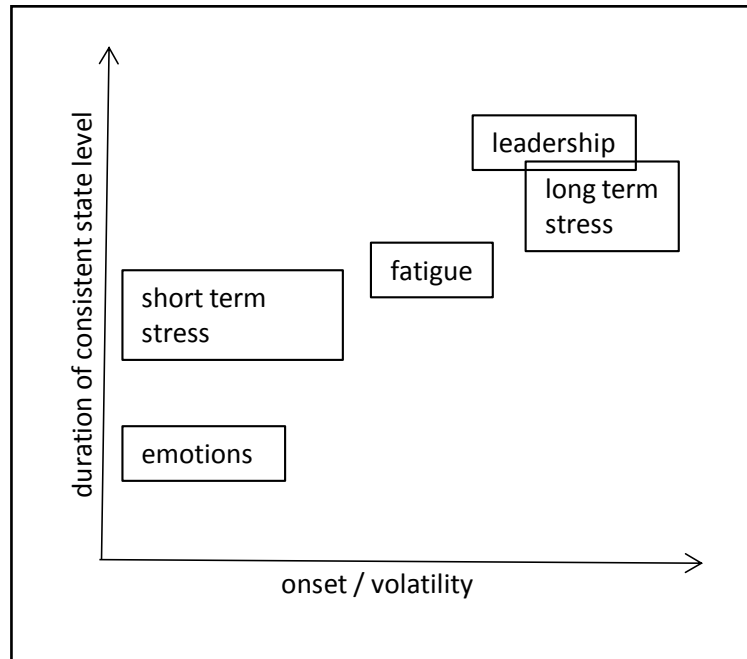 duration of consistent state level
leadership
long term
stress
fatigue
short term
stress
emotions
onset / volatility